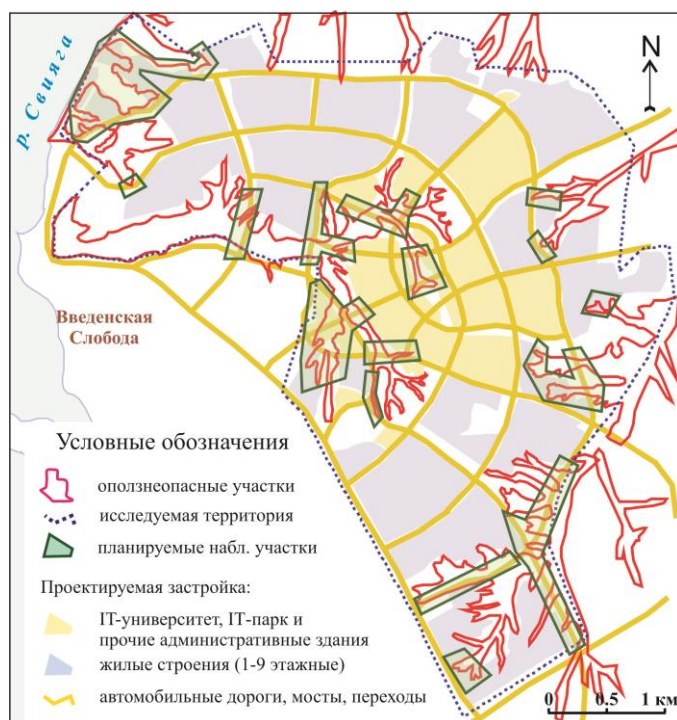 р. Свияга
N
Введенская
Слобода
Условные обозначения
оползнеопасные участки
исследуемая территория
планируемые набл. участки
Проектируемая застройка:
IT-университет, IT-парк и
прочие административные здания
жилые строения (1-9 этажные)
автомобильные дороги, мосты, переходы
0 0.5 1 км